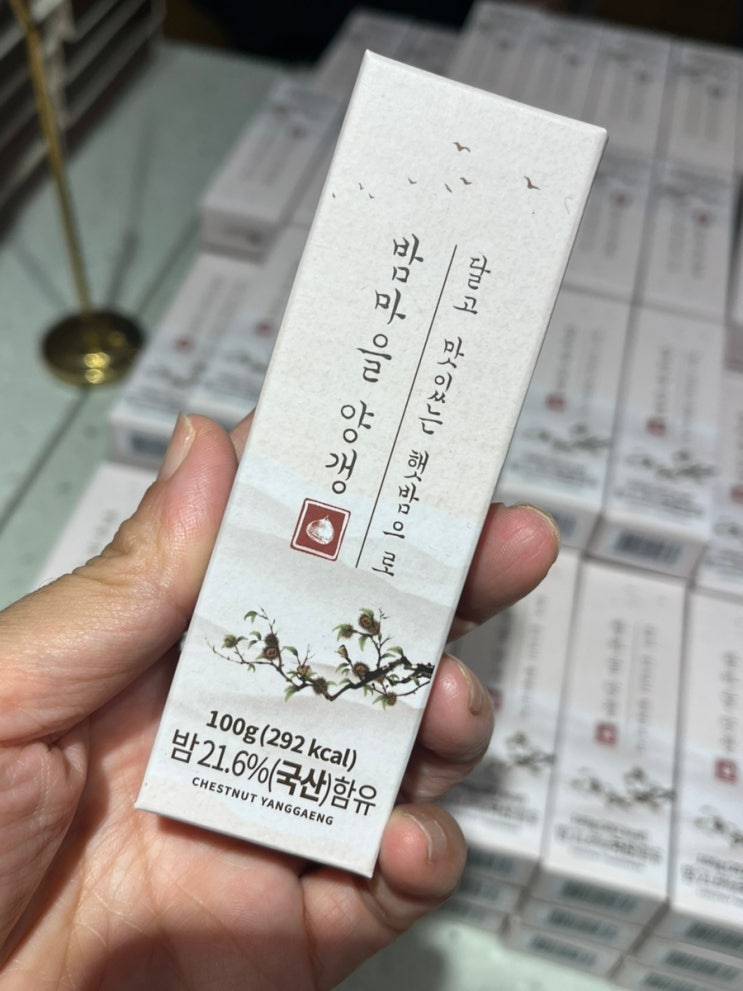 달고 맛있는 햇밤으로
밤마을 양갱
100g (292 kcal)
밤 21.6%(국산)함유
CHESTNUT YANGGAENG